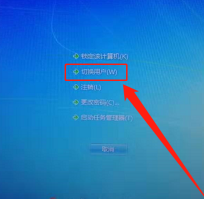 锁定该计算机(K)
切换用户(W)
注销(L)
更改密码(C)...
启动任务管理器(T)
取消